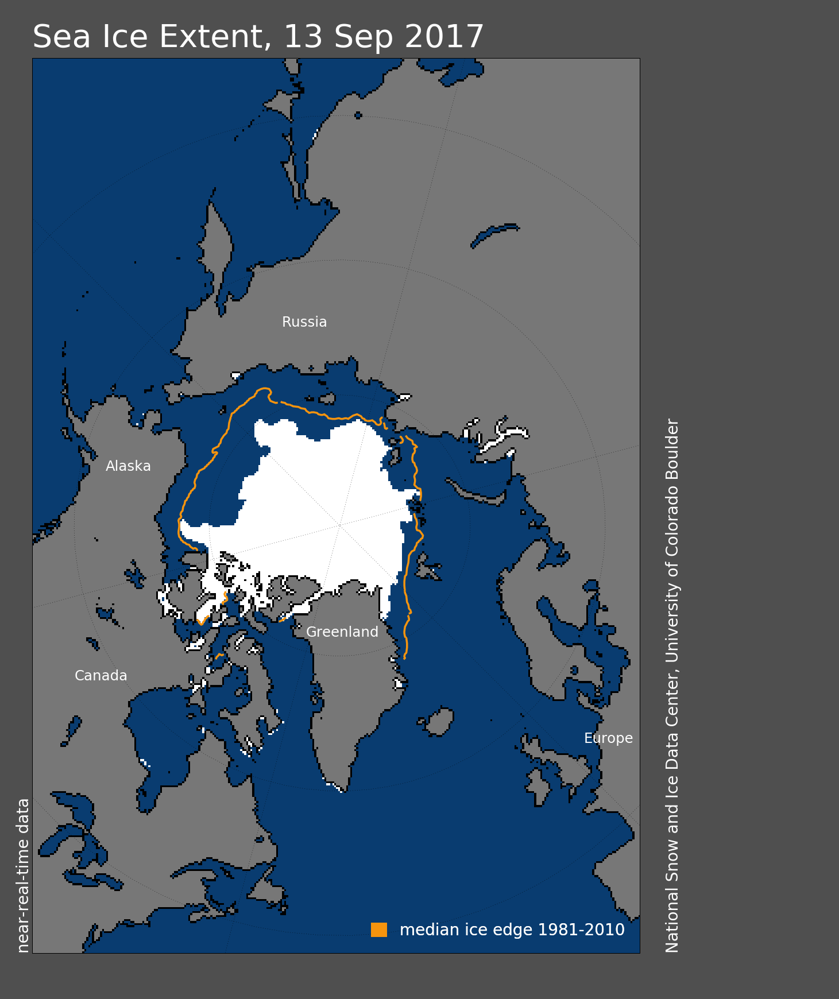 Sea Ice Extent, 13 Sep 2017
Russia
Alaska
Greenland
Canada
Europe
median ice edge 1981-2010
near-real-time data
National Snow and Ice Data Center, University of Colorado Boulder